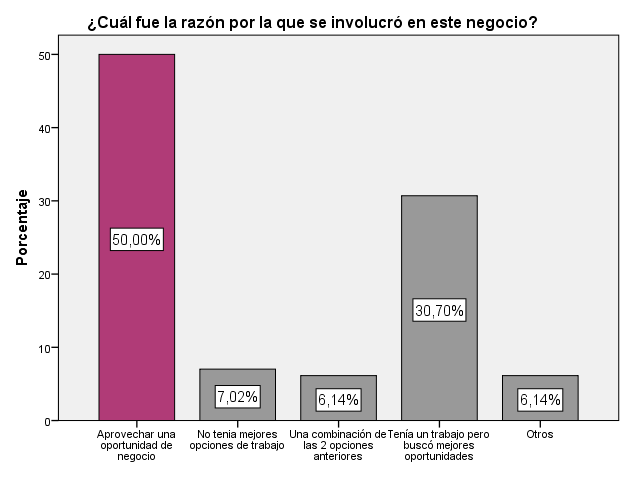 ¿Cuál fue la razón por la que se involucró en este negocio?
Porcentaje
50
40
30
20
10
0
50,00%
7,02%
6,14%
30,70%
6,14%
Aprovechar una
oportunidad de
negocio
No tenia mejores
opciones de trabajo
Una combinación de
las 2 opciones
anteriores
Tenía un trabajo pero
buscó mejores
oportunidades
Otros